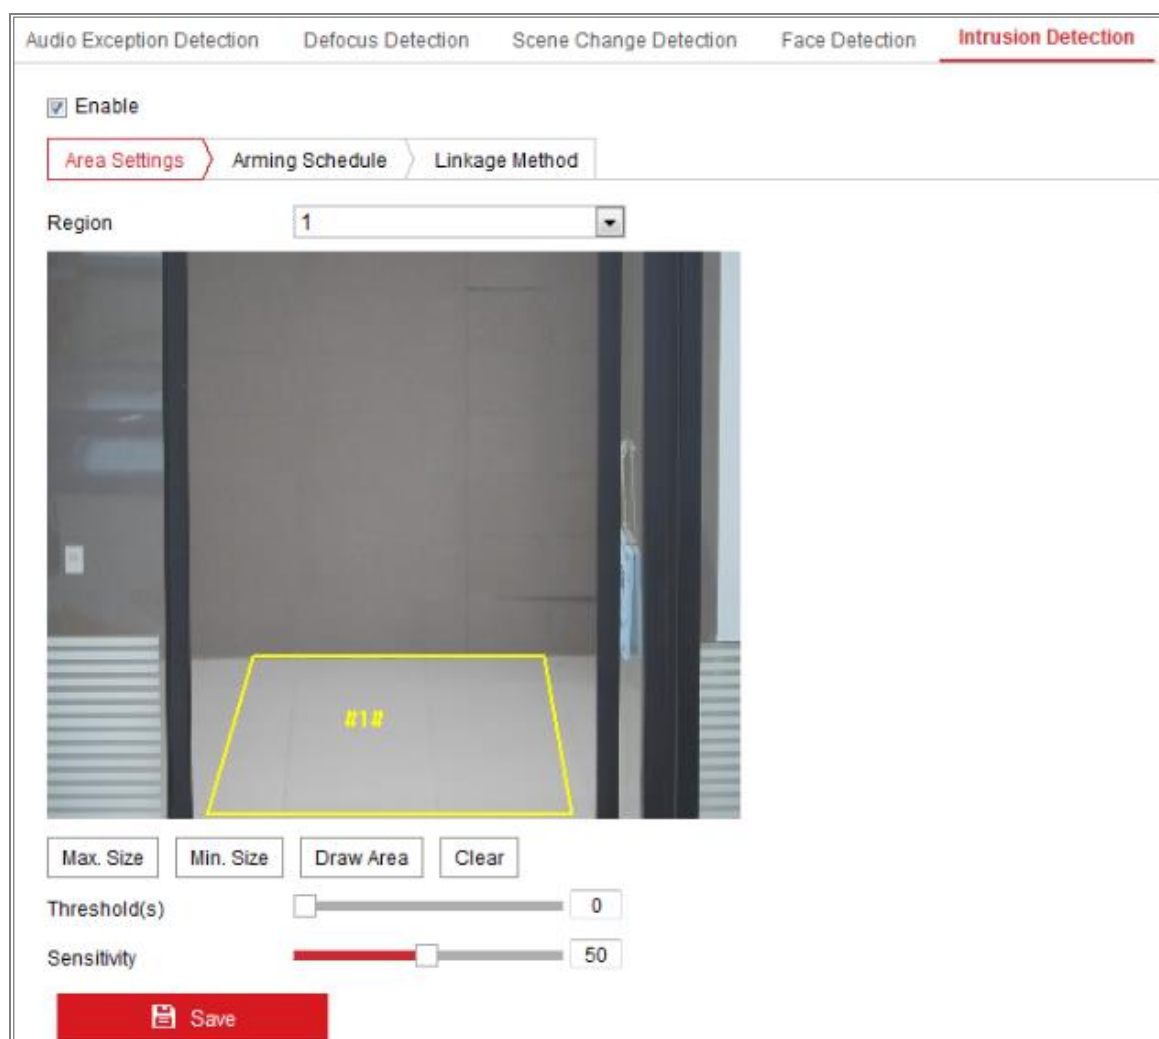 Audio Exception Detection Defocus Detection Scene Change Detection Face Detection Intrusion Detection
Enable
Area Settings Arming Schedule Linkage Method
Region 1
#1#
Max. Size Min. Size Draw Area Clear
Threshold(s) 0
Sensitivity 50
Save